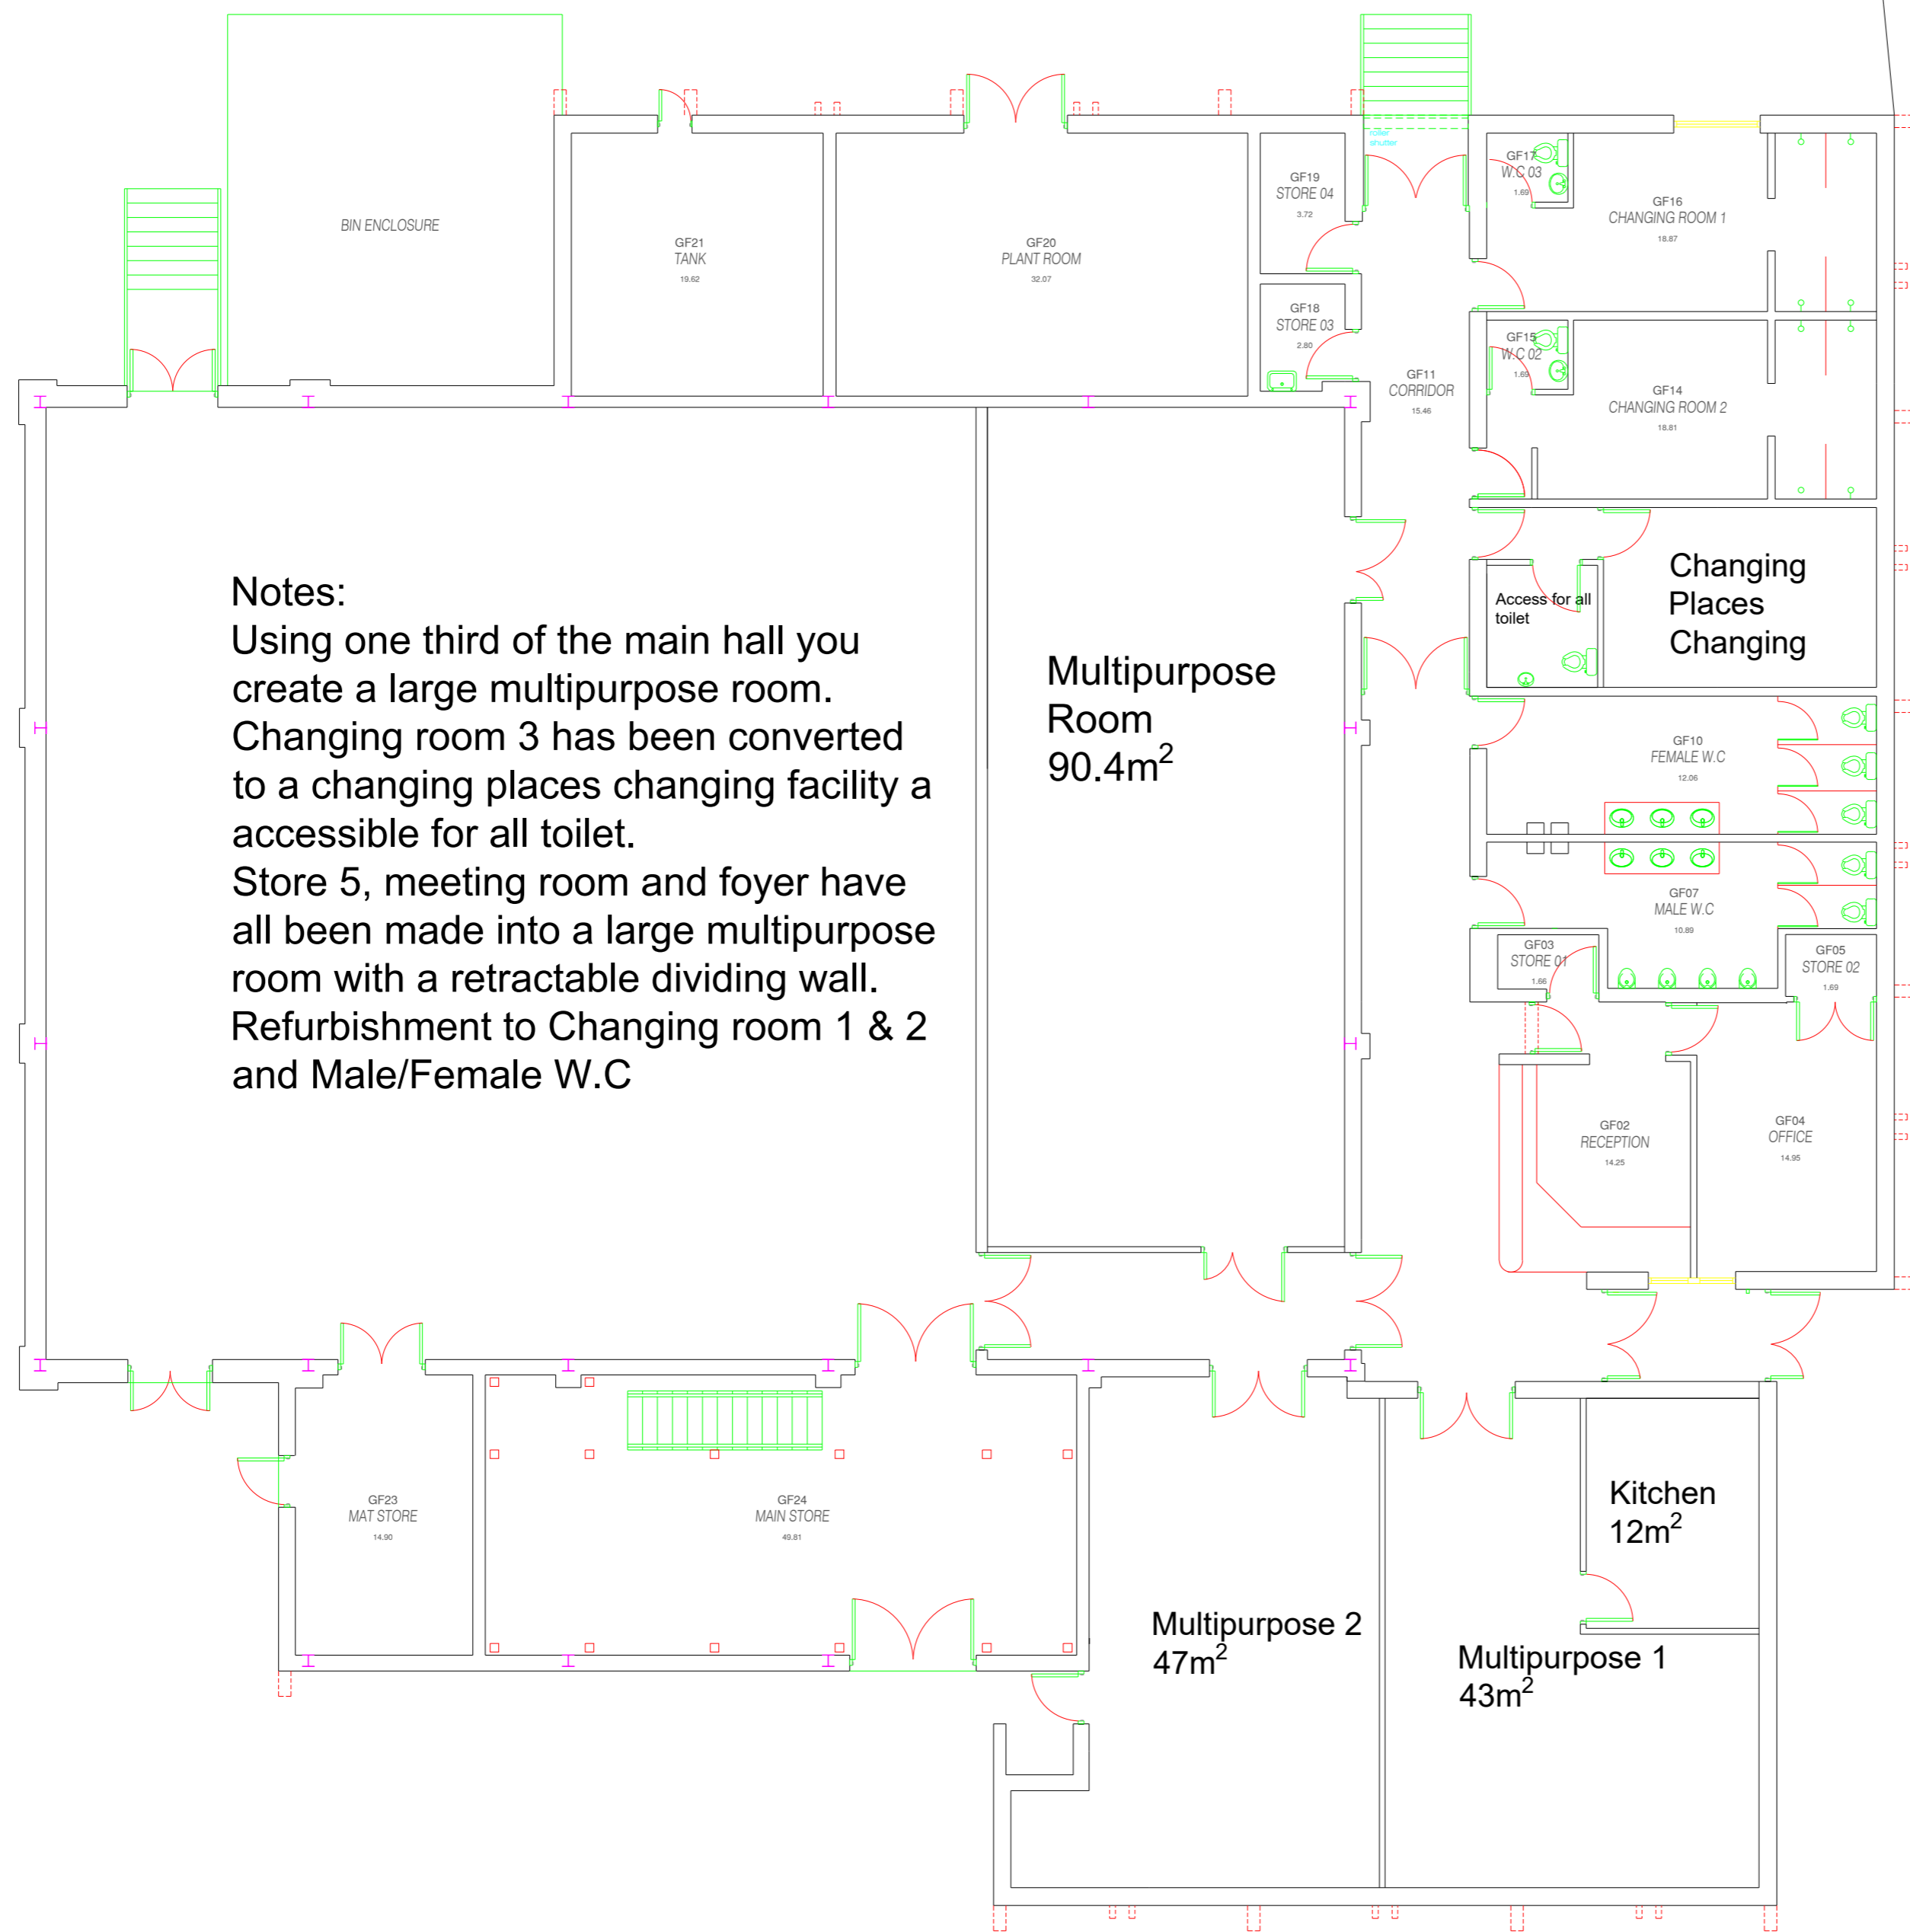 roller
shutter
GF17
W.C 03
1.69
GF19
STORE 04
3.72
GF16
CHANGING ROOM 1
18.87
BIN ENCLOSURE
GF21
TANK
19.62
GF20
PLANT ROOM
32.07
GF18
STORE 03
2.80
GF15
W.C 02
1.69
GF11
CORRIDOR
15.46
GF14
CHANGING ROOM 2
18.81
Notes:
Using one third of the main hall you
create a large multipurpose room.
Changing room 3 has been converted
to a changing places changing facility a
accessible for all toilet.
Store 5, meeting room and foyer have
all been made into a large multipurpose
room with a retractable dividing wall.
Refurbishment to Changing room 1 & 2
and Male/Female W.C
Multipurpose
Room
90.4m²
Access for all
toilet
Changing
Places
Changing
GF10
FEMALE W.C
12.06
GF07
MALE W.C
10.89
GF03
STORE 01
1.66
GF05
STORE 02
1.69
GF02
RECEPTION
14.25
GF04
OFFICE
14.95
GF23
MAT STORE
14.90
GF24
MAIN STORE
49.81
Kitchen
12m²
Multipurpose 2
47m²
Multipurpose 1
43m²